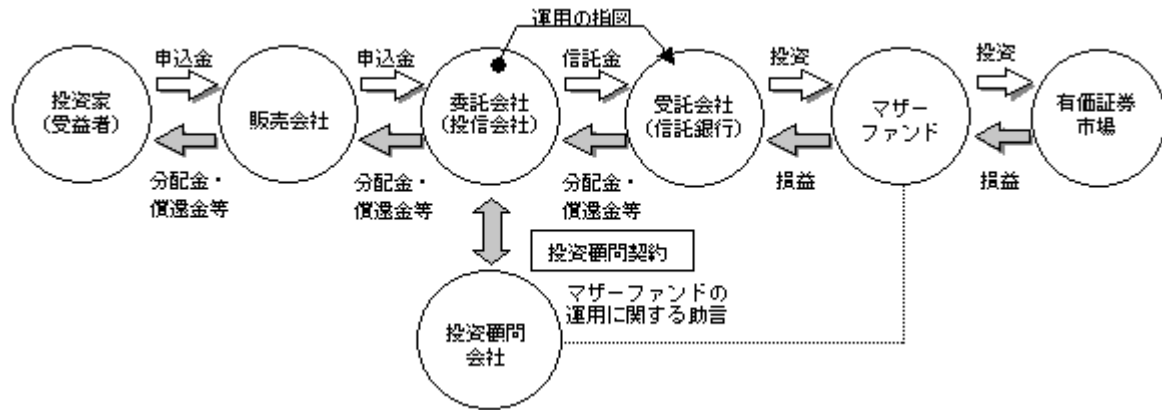 運用の指図
申込金
申込金
信託金
投資
投資
投資家
(受益者)
販売会社
委託会社
(投信会社)
受託会社
(信託銀行)
マザー
ファンド
有価証券
市場
分配金・
償還金等
分配金・
償還金等
分配金・
償還金等
損益
損益
投資顧問契約
マザーファンドの
運用に関する助言
投資顧問
会社